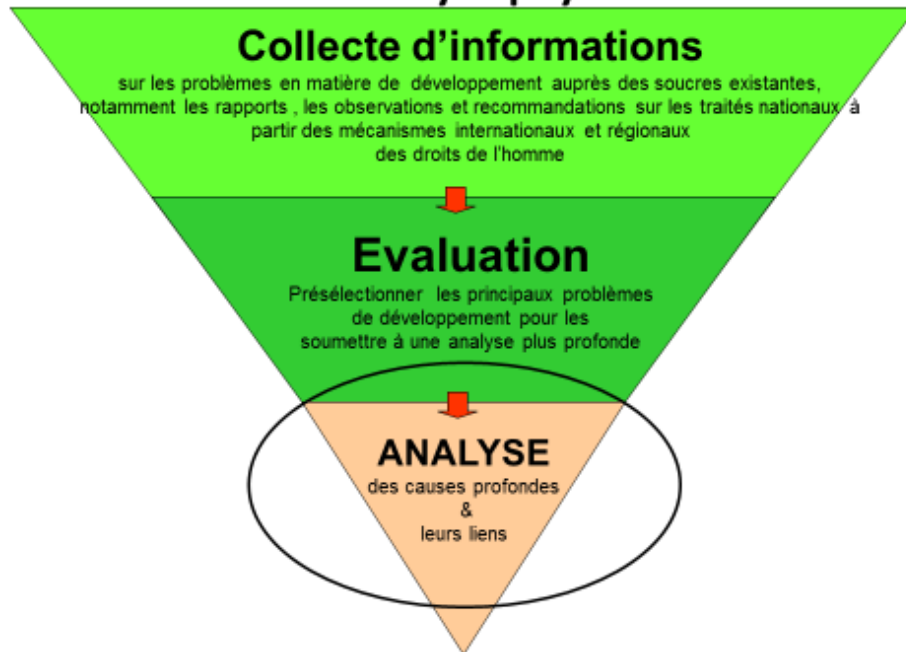 Collecte d’informations
sur les problèmes en matière de développement auprès des soucres existantes,
notamment les rapports , les observations et recommandations sur les traités nationaux à
partir des mécanismes internationaux et régionaux
des droits de l’homme
Evaluation
Présélectionner les principaux problèmes
de développement pour les
soumettre à une analyse plus profonde
ANALYSE
des causes profondes
&
leurs liens